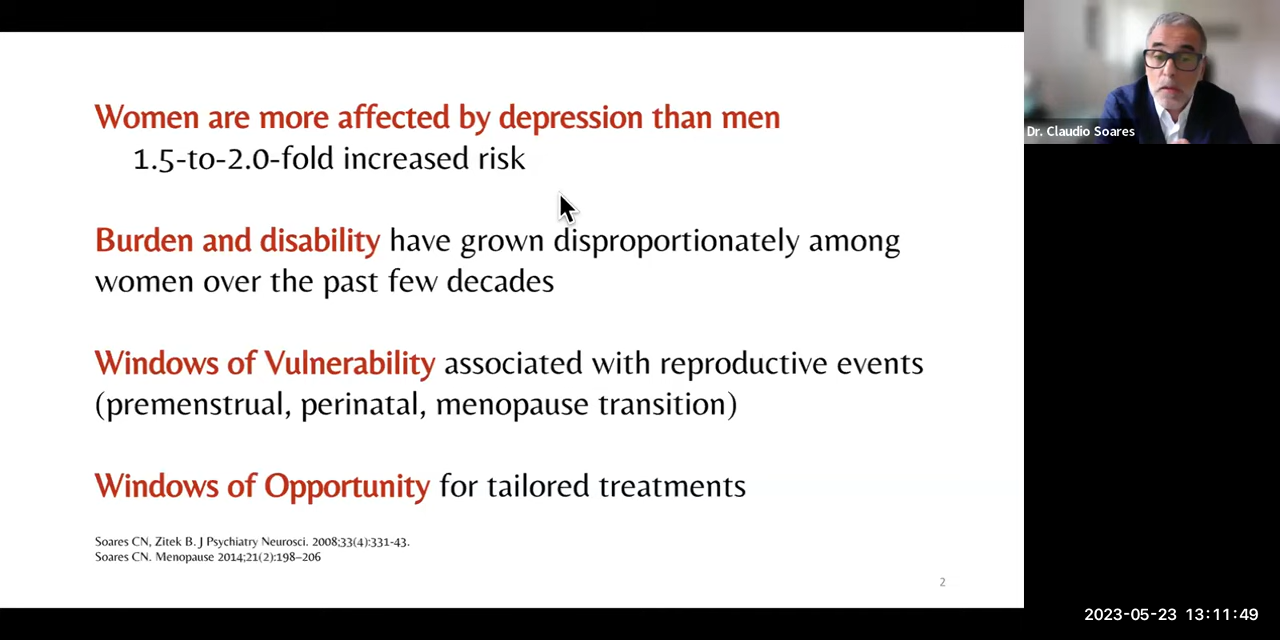 Women are more affected by depression than men
1.5-to-2.0-fold increased risk
Burden and disability have grown disproportionately among
women over the past few decades
Windows of Vulnerability associated with reproductive events
(premenstrual, perinatal, menopause transition)
Windows of Opportunity for tailored treatments
Soares CN, Zitek B. J Psychiatry Neurosci. 2008;33(4):331-43.
Soares CN. Menopause 2014;21(2):198–206
2
Dr. Claudio Soares
2023-05-23 13:11:49